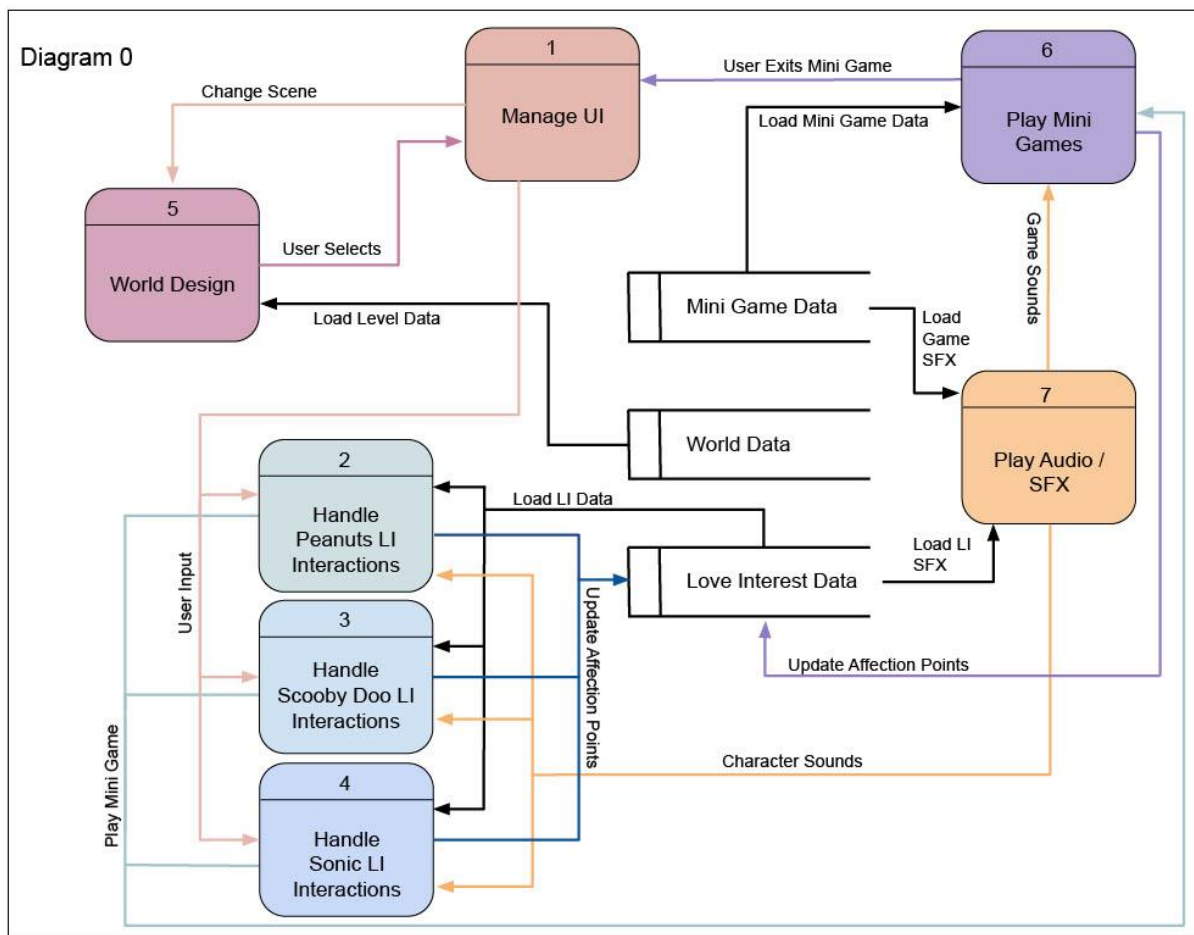 Diagram 0
1
Manage UI
6
Play Mini
Games
User Exits Mini Game
Change Scene
Load Mini Game Data
5
World Design
User Selects
Load Level Data
Mini Game Data
Game Sounds
Load
Game
SFX
7
Play Audio /
SFX
World Data
2
Handle
Peanuts LI
Interactions
Load LI Data
Love Interest Data
Load LI
SFX
User Input
3
Handle
Scooby Doo LI
Interactions
Update Affection Points
Update Affection Points
Play Mini Game
4
Handle
Sonic LI
Interactions
Character Sounds